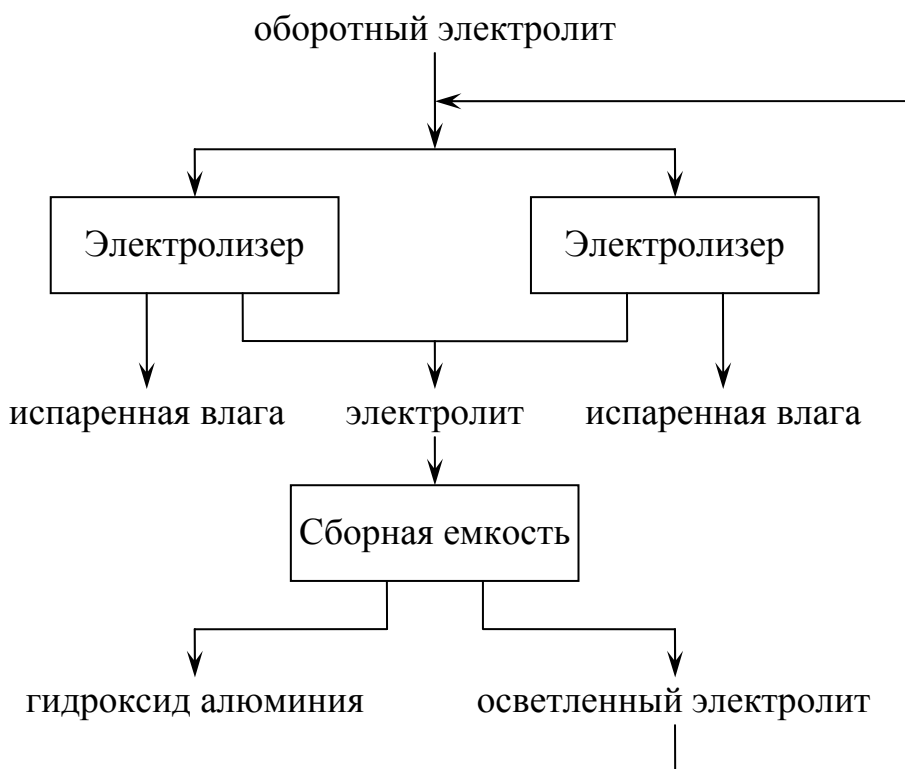 оборотный электролит
Электролизер
Электролизер
испаренная влага
электролит
испаренная влага
Сборная емкость
гидроксид алюминия
осветленный электролит